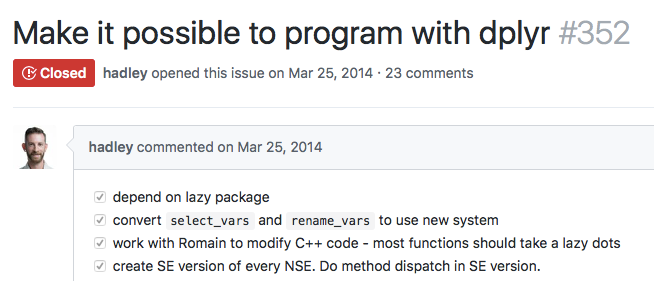 Make it possible to program with dplyr #352
Closed hadley opened this issue on Mar 25, 2014 · 23 comments
hadley commented on Mar 25, 2014
depend on lazy package
convert select_vars and rename_vars to use new system
work with Romain to modify C++ code - most functions should take a lazy dots
create SE version of every NSE. Do method dispatch in SE version.